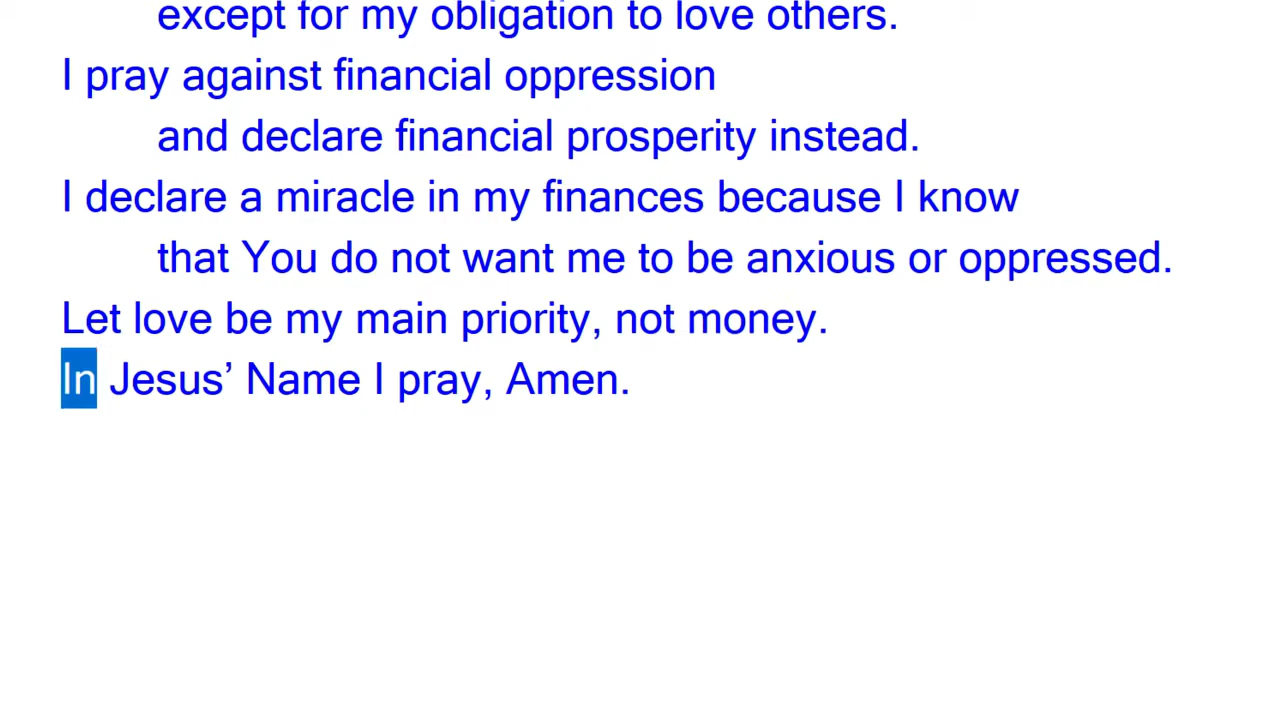 except for my obligation to love others.
I pray against financial oppression
and declare financial prosperity instead.
I declare a miracle in my finances because I know
that You do not want me to be anxious or oppressed.
Let love be my main priority, not money.
In Jesus’ Name I pray, Amen.